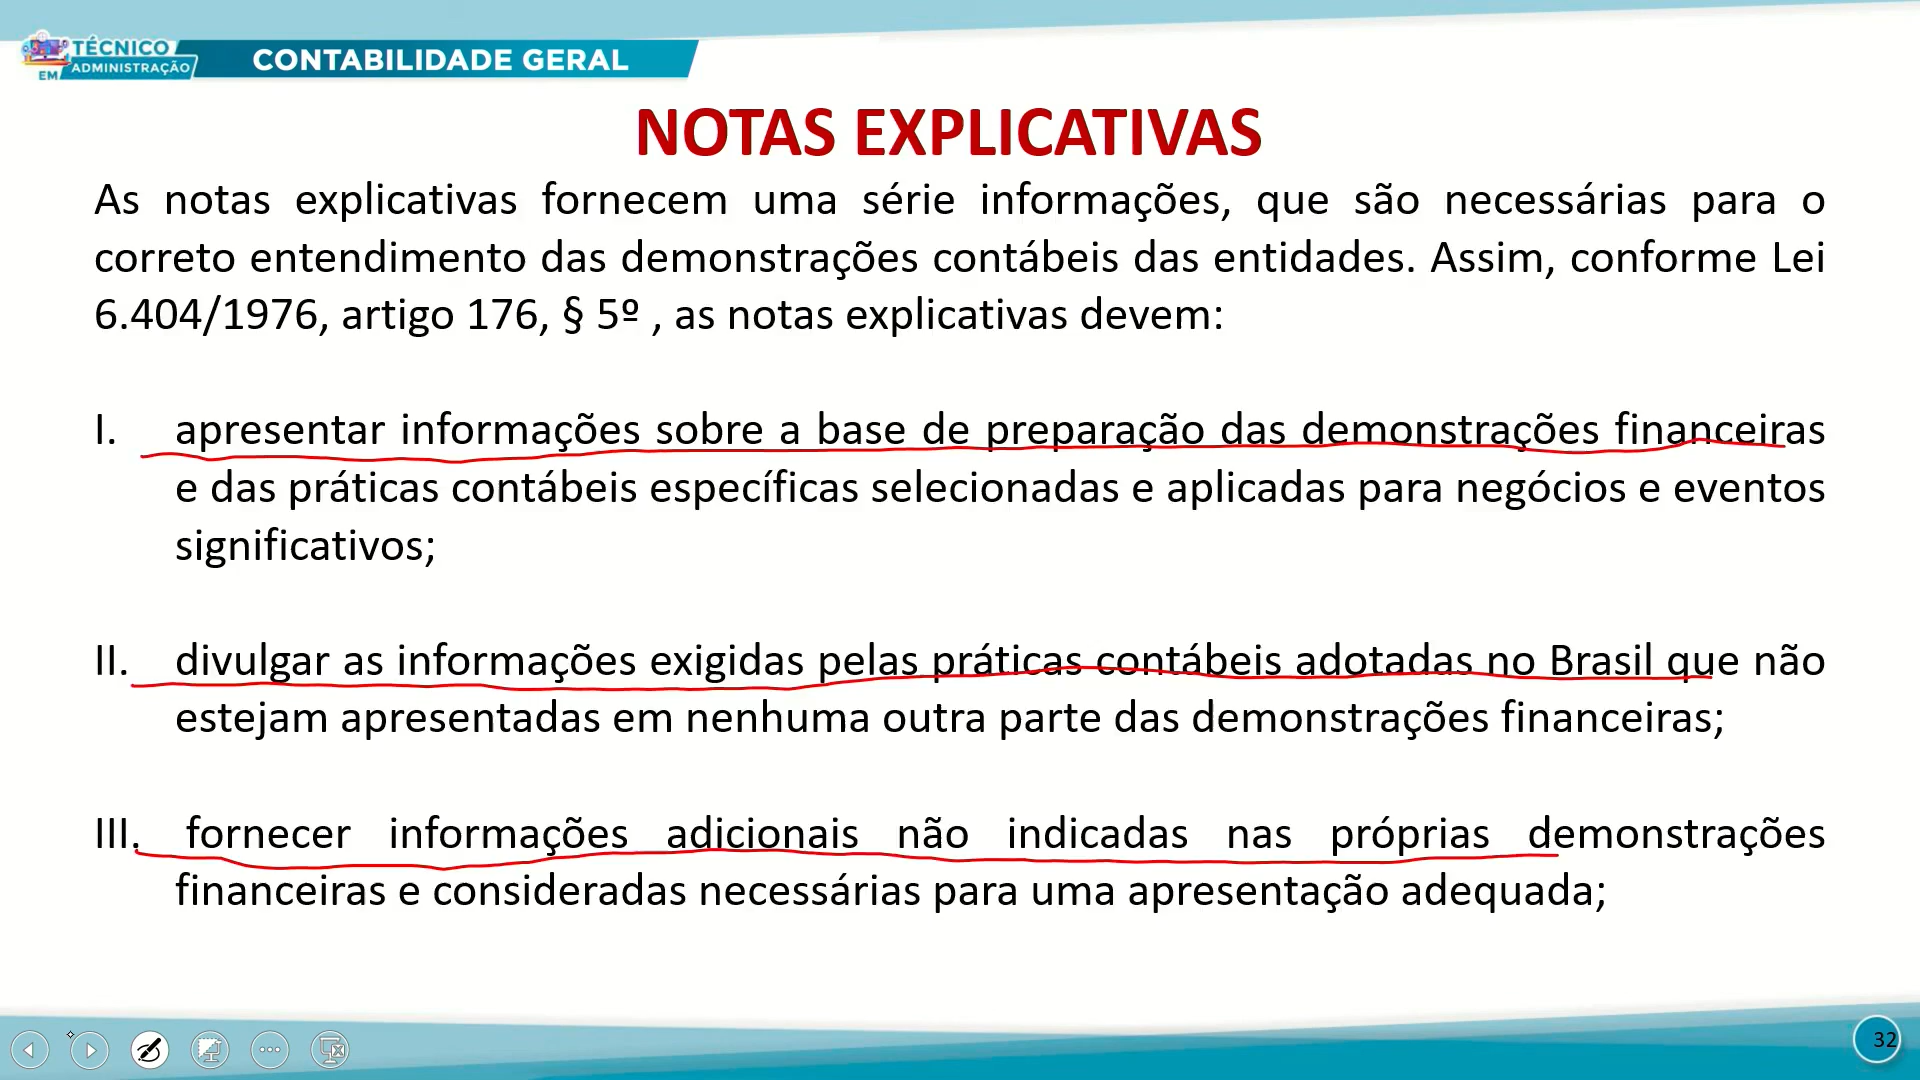 TÉCNICO
EM ADMINISTRAÇÃO
CONTABILIDADE GERAL
NOTAS EXPLICATIVAS
As notas explicativas fornecem uma série informações, que são necessárias para o
correto entendimento das demonstrações contábeis das entidades. Assim, conforme Lei
6.404/1976, artigo 176, § 5º , as notas explicativas devem:
I. apresentar informações sobre a base de preparação das demonstrações financeiras
e das práticas contábeis específicas selecionadas e aplicadas para negócios e eventos
significativos;
II. divulgar as informações exigidas pelas práticas contábeis adotadas no Brasil que não
estejam apresentadas em nenhuma outra parte das demonstrações financeiras;
III. fornecer informações adicionais não indicadas nas próprias demonstrações
financeiras e consideradas necessárias para uma apresentação adequada;
32